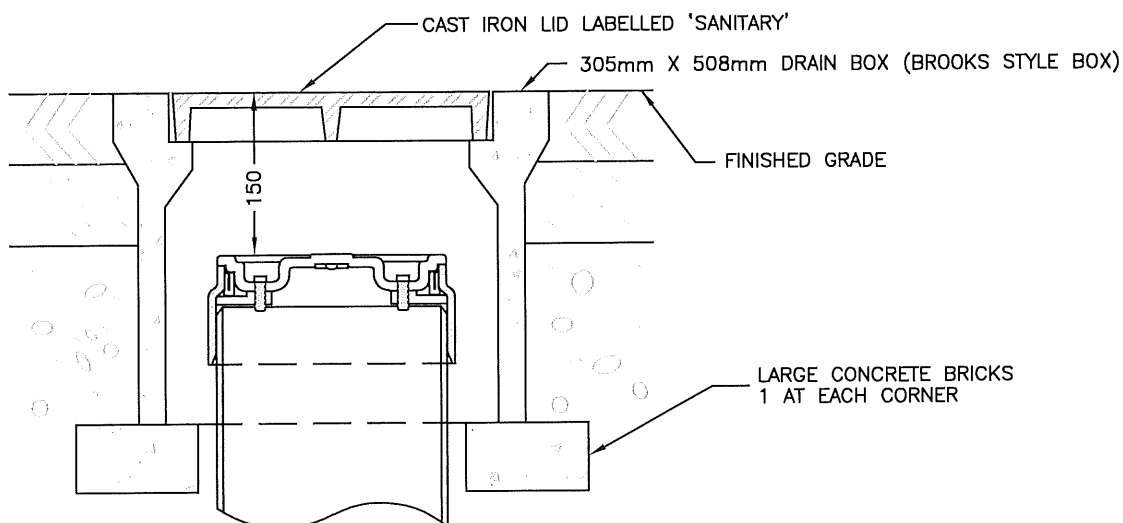 CAST IRON LID LABELLED 'SANITARY'
305mm X 508mm DRAIN BOX (BROOKS STYLE BOX)
FINISHED GRADE
150
LARGE CONCRETE BRICKS
1 AT EACH CORNER